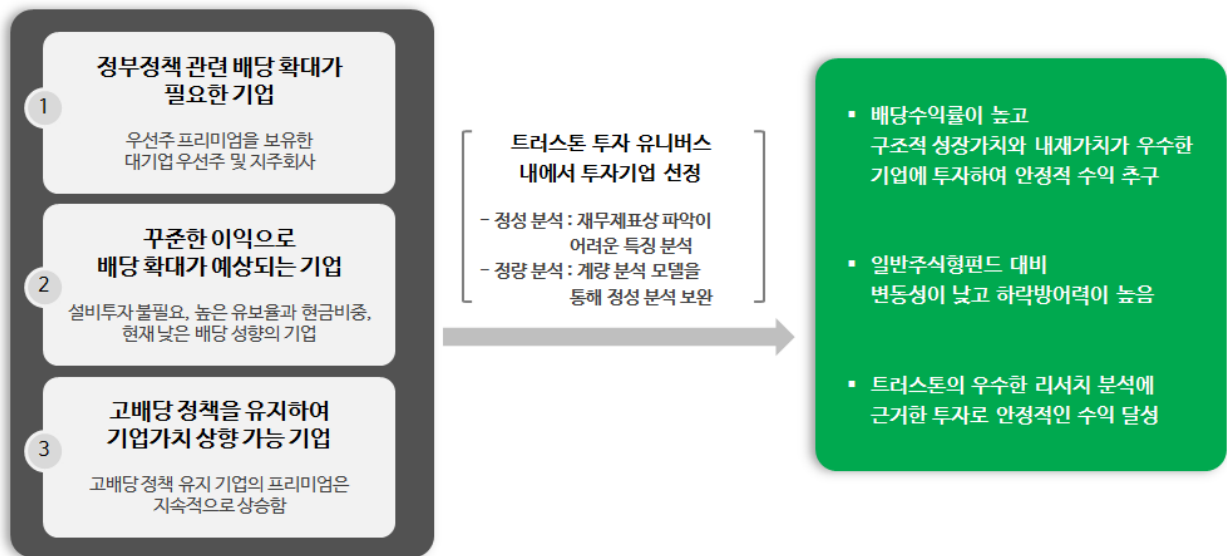 1
정부정책 관련 배당 확대가
필요한 기업
우선주 프리미엄을 보유한
대기업 우선주 및 지주회사
2
꾸준한 이익으로
배당 확대가 예상되는 기업
설비투자 불필요, 높은 유보율과 현금비중,
현재 낮은 배당 성향의 기업
3
고배당 정책을 유지하여
기업가치 상향 가능 기업
고배당 정책 유지 기업의 프리미엄은
지속적으로 상승함
트러스톤 투자 유니버스
내에서 투자기업 선정
- 정성 분석 : 재무제표상 파악이
어려운 특징 분석
- 정량 분석 : 계량 분석 모델을
통해 정성 분석 보완
▪ 배당수익률이 높고
구조적 성장가치와 내재가치가 우수한
기업에 투자하여 안정적 수익 추구
▪ 일반주식형펀드 대비
변동성이 낮고 하락방어력이 높음
▪ 트러스톤의 우수한 리서치 분석에
근거한 투자로 안정적인 수익 달성